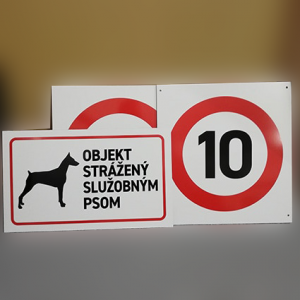 OBJEKT
STRÁŽENÝ
SLUŽOBNÝM
PSOM
10